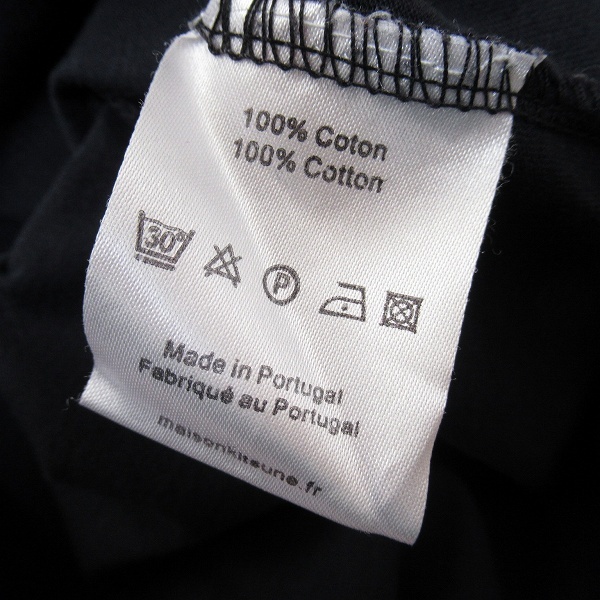 100% Coton
100% Cotton
30° P
Made in Portugal
Fabriqué au Portugal
maisonkitsune.fr